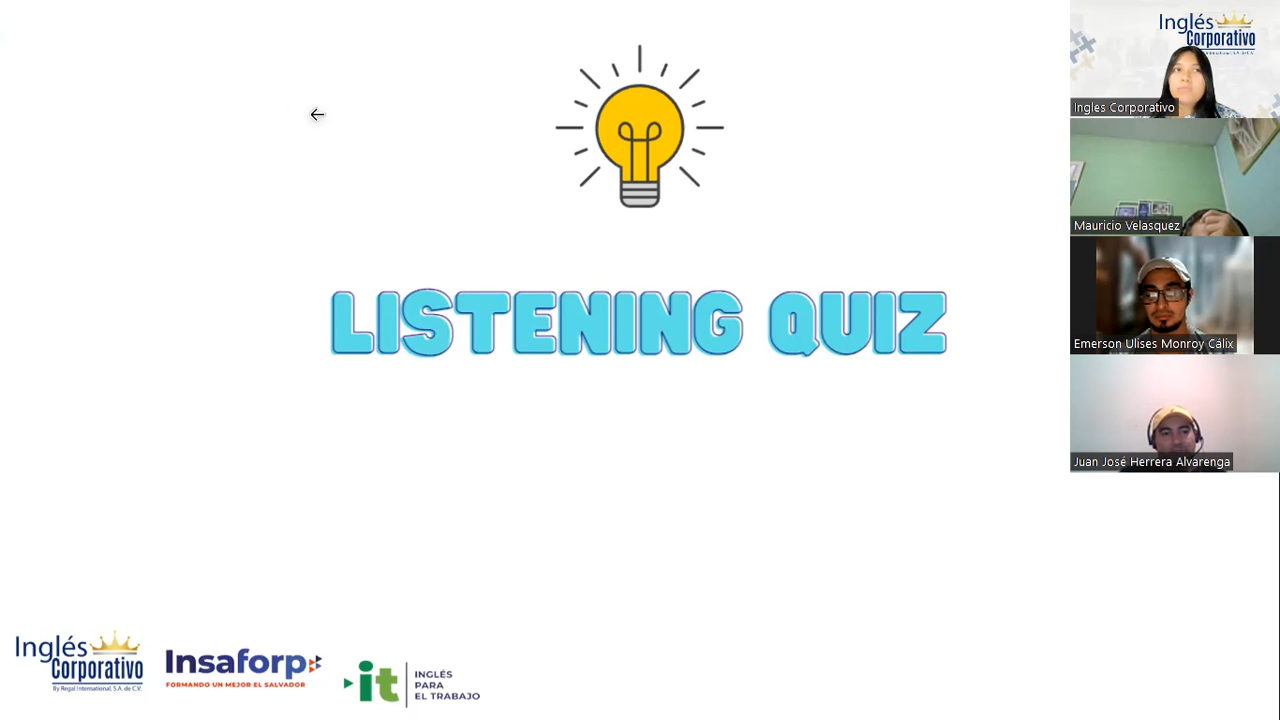 LISTENING QUIZ
Inglés
Corporativo
By Regal International, S.A. de C.V.
Insaforp
FORMANDO UN MEJOR EL SALVADOR
it
INGLÉS
PARA
EL TRABAJO
Inglés
Corporativo
Ingles Corporativo
Mauricio Velasquez
Emerson Ulises Monroy Cálix
Juan José Herrera Alvarenga